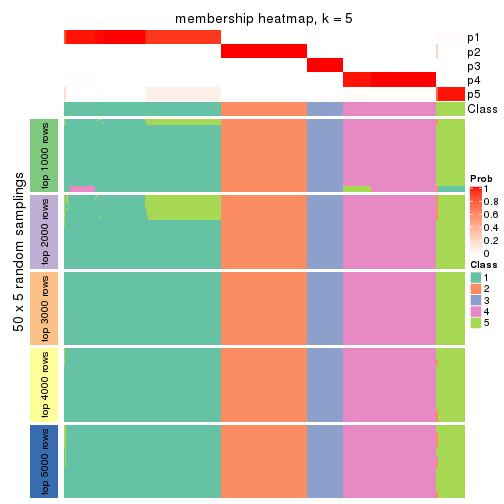 membership heatmap, k = 5
p1
p2
p3
p4
p5
Class
50 x 5 random samplings
top 1000 rows
top 2000 rows
top 3000 rows
top 4000 rows
top 5000 rows
Prob
1
0.8
0.6
0.4
0.2
0
Class
1
2
3
4
5